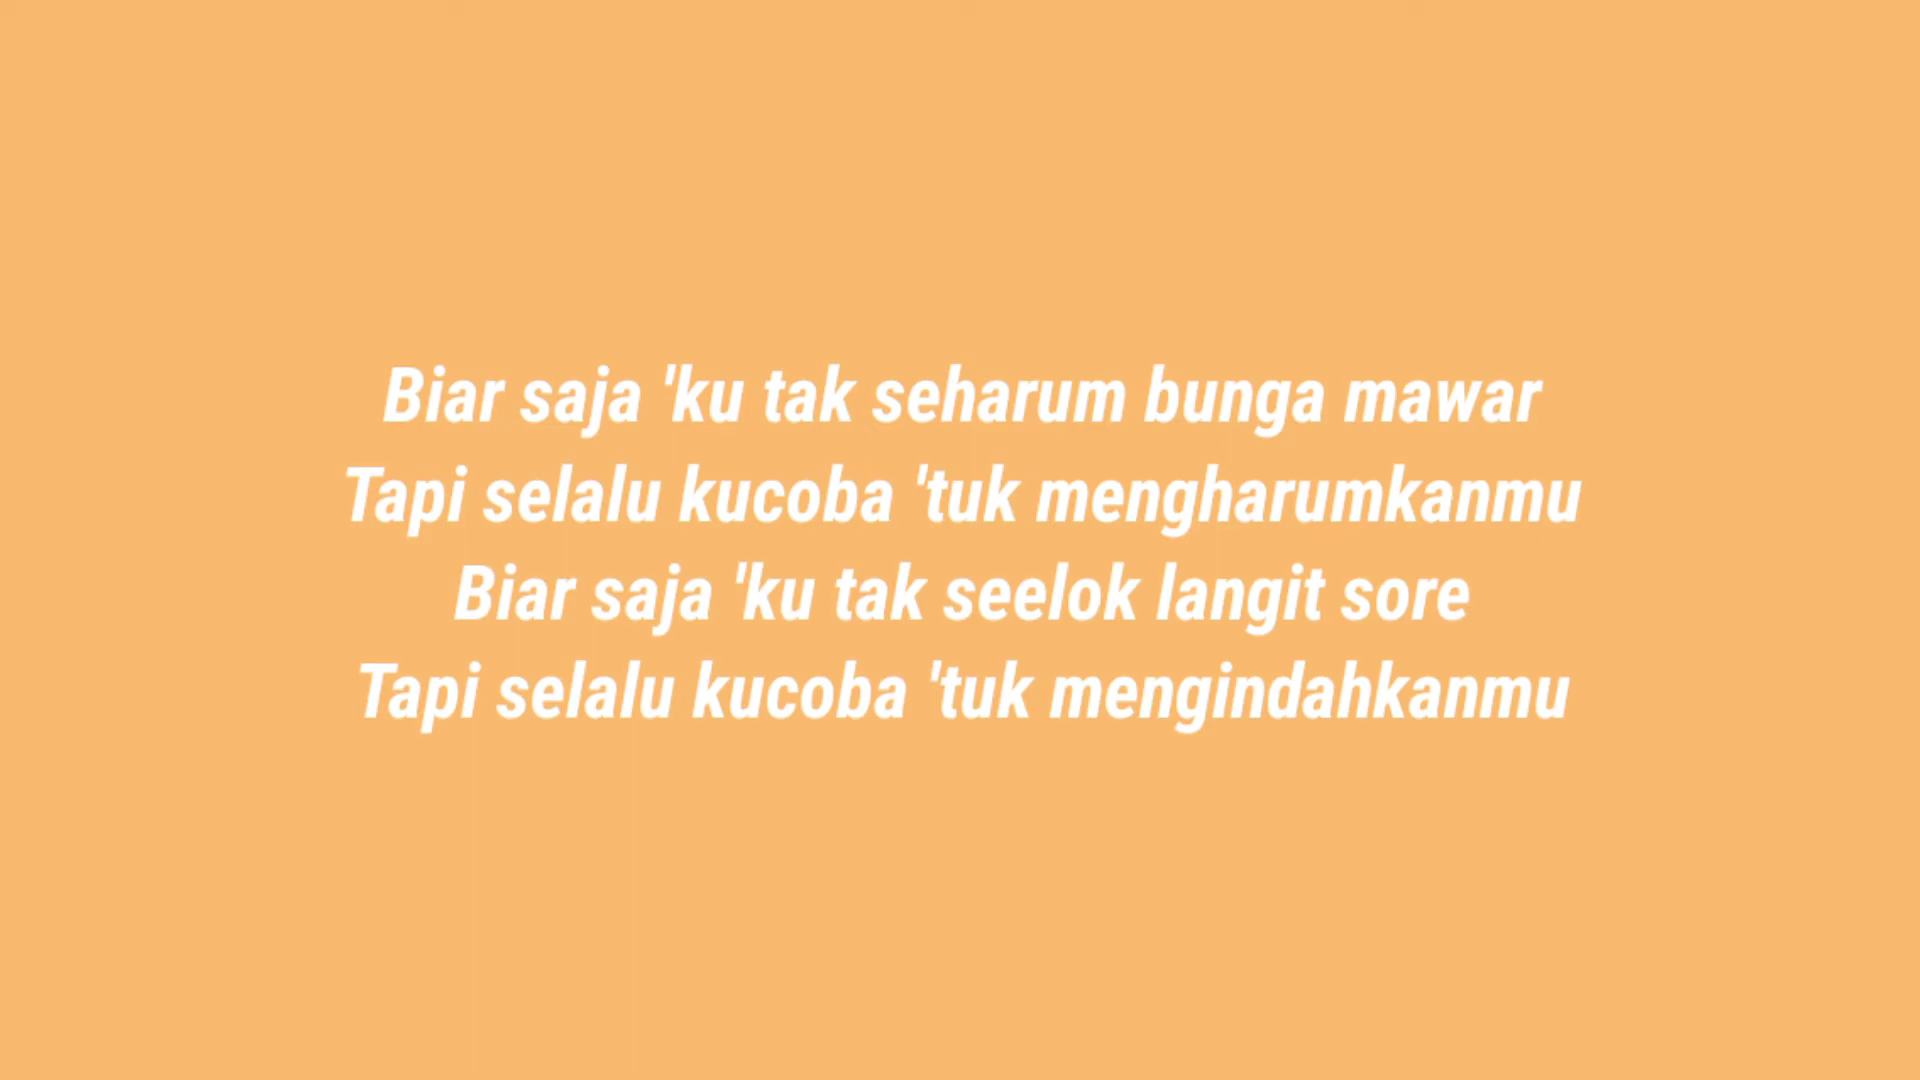 Biar saja 'ku tak seharum bunga mawar
Tapi selalu kucoba 'tuk mengharumkanmu
Biar saja 'ku tak seelok langit sore
Tapi selalu kucoba 'tuk mengindahkanmu